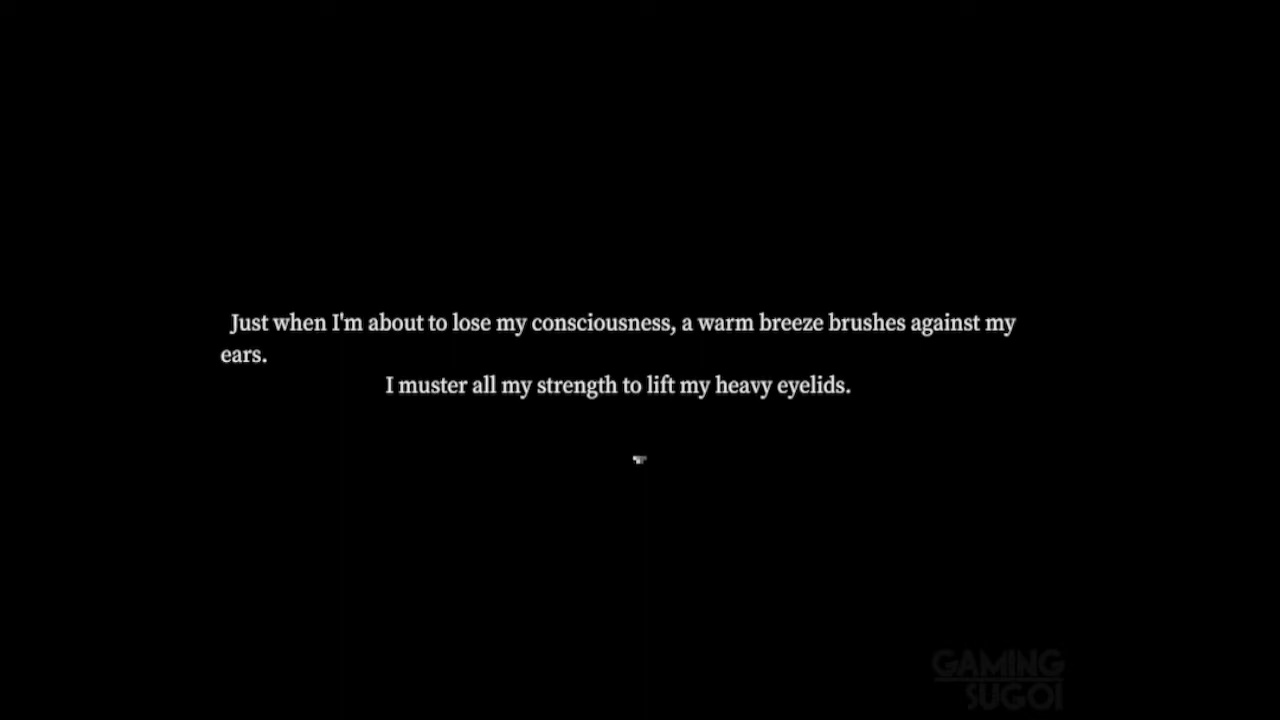 Just when I'm about to lose my consciousness, a warm breeze brushes against my
ears.
I muster all my strength to lift my heavy eyelids.
GAMING
SUGOI